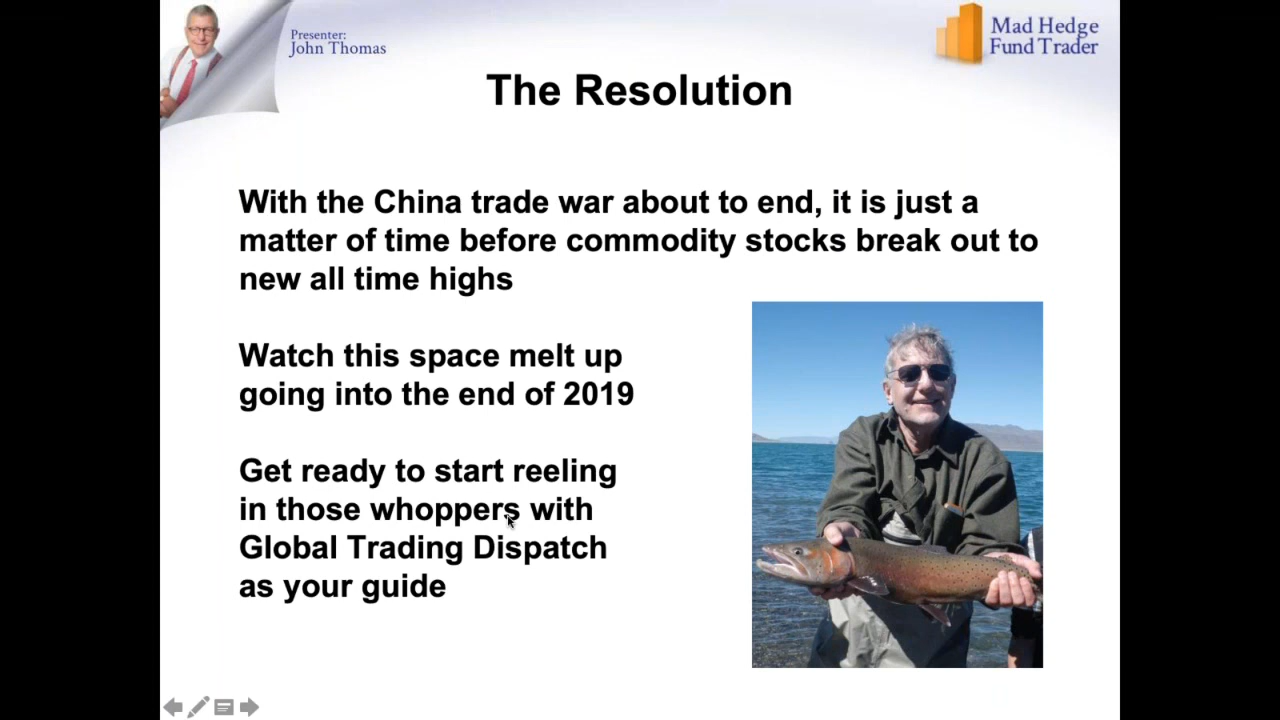 Presenter:
John Thomas
Mad Hedge
Fund Trader
The Resolution
With the China trade war about to end, it is just a
matter of time before commodity stocks break out to
new all time highs
Watch this space melt up
going into the end of 2019
Get ready to start reeling
in those whoppers with
Global Trading Dispatch
as your guide